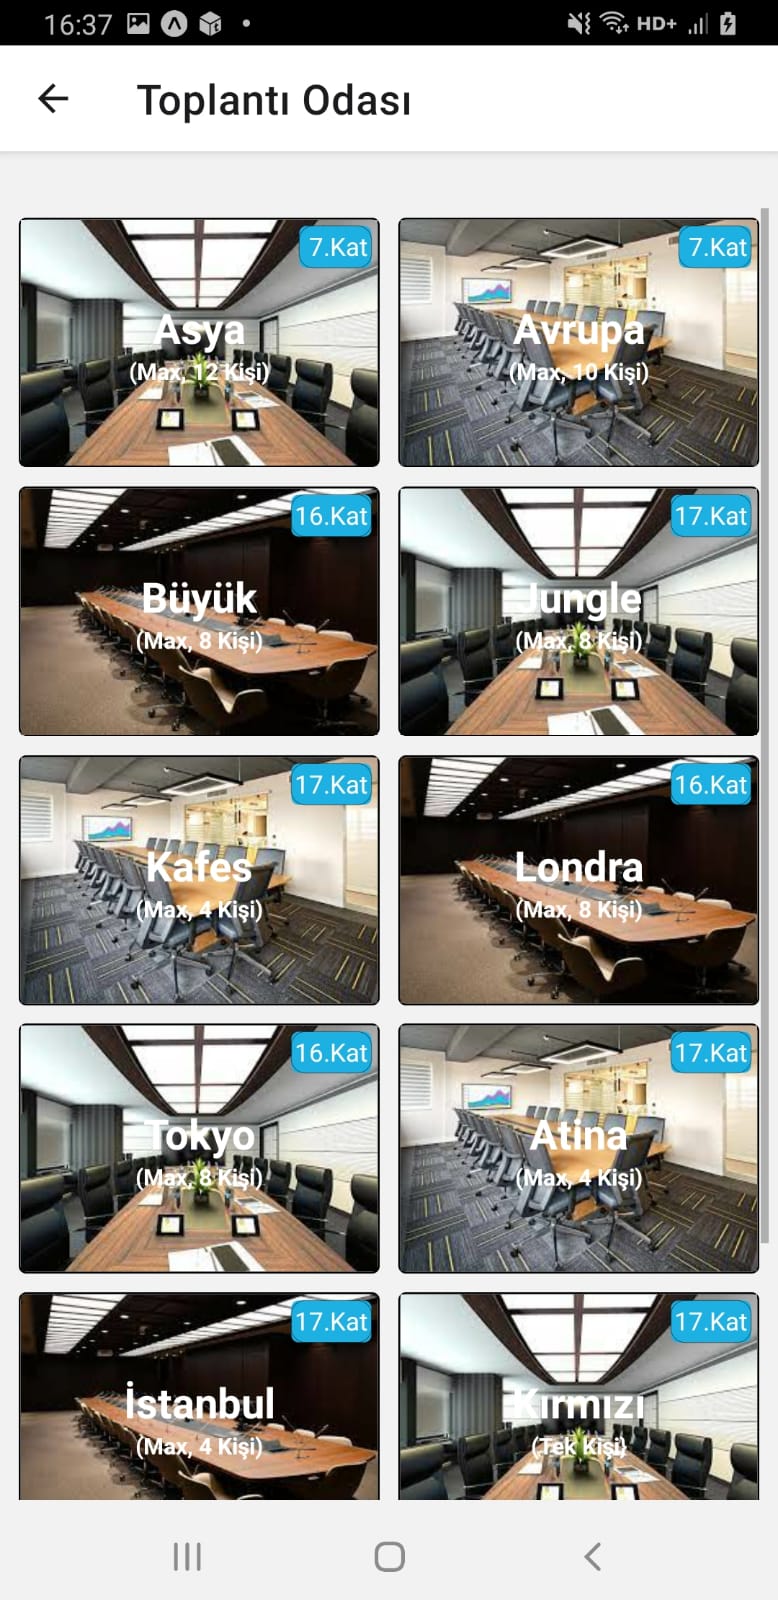 16:37
HD+
Toplantı Odası
7.Kat
Asya
(Max, 12 Kişi)
7.Kat
Avrupa
(Max, 10 Kişi)
16.Kat
Büyük
(Max, 8 Kişi)
17.Kat
Jungle
(Max, 8 Kişi)
17.Kat
Kafes
(Max, 4 Kişi)
16.Kat
Londra
(Max, 8 Kişi)
16.Kat
Tokyo
(Max, 8 Kişi)
17.Kat
Atina
(Max, 4 Kişi)
17.Kat
İstanbul
(Max, 4 Kişi)
17.Kat
Kırmızı
(Tek Kişi)